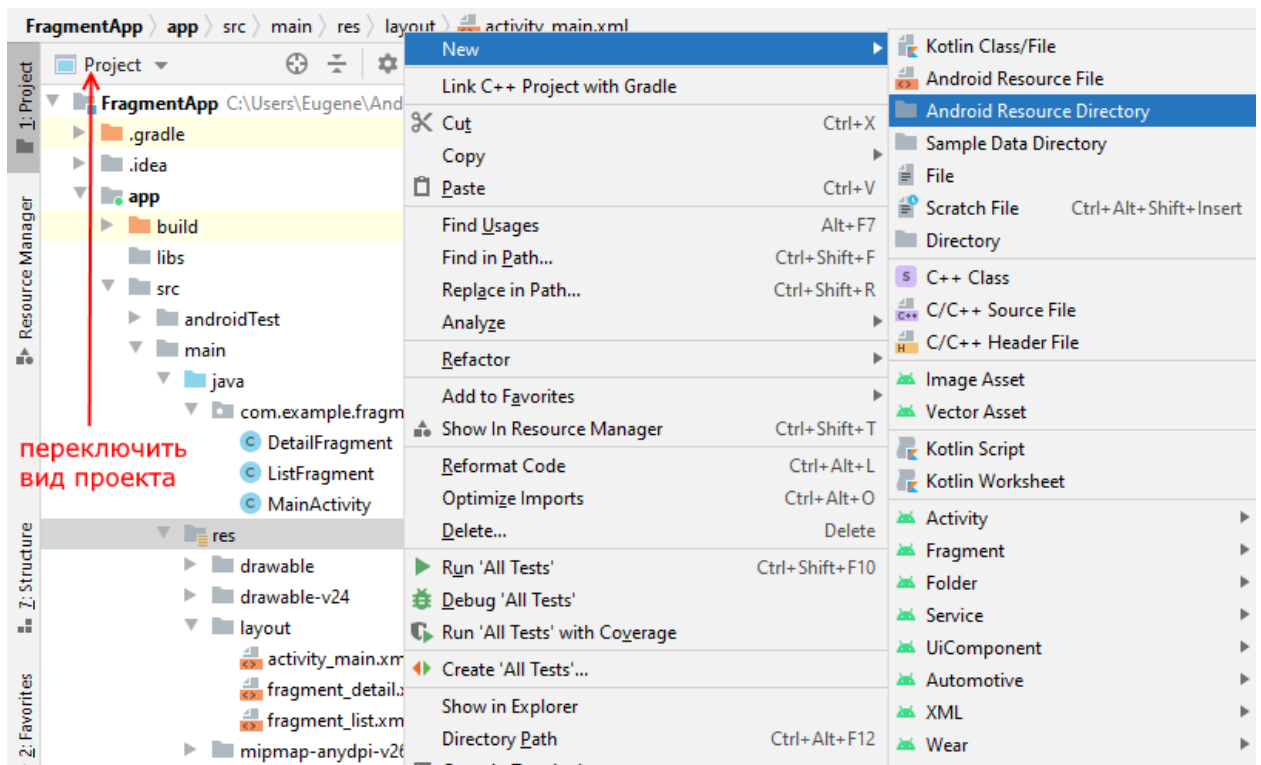 FragmentApp 〉 app 〉 src 〉 main 〉 res 〉 layout 〉 activity_main.xml
1: Project
Resource Manager
7: Structure
2: Favorites
Project
FragmentApp C:\Users\Eugene\And
.gradle
.idea
app
build
libs
src
androidTest
main
java
com.example.fragm
DetailFragment
ListFragment
MainActivity
res
drawable
drawable-v24
layout
activity_main.xm
fragment_detail.x
fragment_list.xm
mipmap-anydpi-v26
переключить
вид проекта
New
Link C++ Project with Gradle
Cut Ctrl+X
Copy
Paste Ctrl+V
Find Usages Alt+F7
Find in Path... Ctrl+Shift+F
Replace in Path... Ctrl+Shift+R
Analyze
Refactor
Add to Favorites
Show In Resource Manager Ctrl+Shift+T
Reformat Code Ctrl+Alt+L
Optimize Imports Ctrl+Alt+O
Delete... Delete
Run 'All Tests' Ctrl+Shift+F10
Debug 'All Tests'
Run 'All Tests' with Coverage
Create 'All Tests'...
Show in Explorer
Directory Path Ctrl+Alt+F12
Kotlin Class/File
Android Resource File
Android Resource Directory
Sample Data Directory
File
Scratch File Ctrl+Alt+Shift+Insert
Directory
S C++ Class
C++ C/C++ Source File
H C/C++ Header File
Image Asset
Vector Asset
Kotlin Script
Kotlin Worksheet
Activity
Fragment
Folder
Service
UiComponent
Automotive
XML
Wear